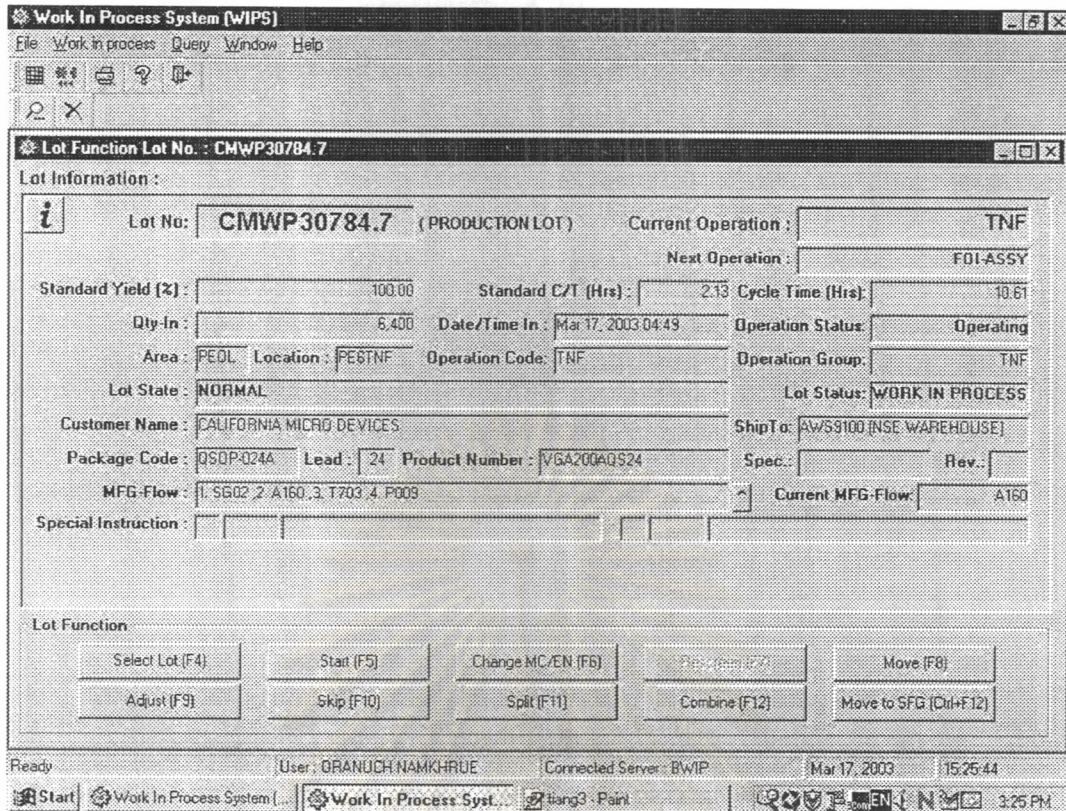 Work In Process System (WIPS)
File Work in process Query Window Help
Lot Function Lot No. : CMWP30784.7
Lot Information :
Lot No: CMWP30784.7 ( PRODUCTION LOT ) Current Operation : TNF
Next Operation : FOI-ASSY
Standard Yield (%) : 100.00 Standard C/T (Hrs) : 2.13 Cycle Time (Hrs): 10.61
Qty-In : 6,400 Date/Time In : Mar 17, 2003 04:49 Operation Status: Operating
Area : PEOL Location : PESTNF Operation Code: TNF Operation Group: TNF
Lot State : NORMAL Lot Status: WORK IN PROCESS
Customer Name : CALIFORNIA MICRO DEVICES ShipTo: AWS9100 [NSE WAREHOUSE]
Package Code : QSOP-024A Lead : 24 Product Number : VGA200AQS24 Spec.: Rev.:
MFG-Flow : 1. SG02 ,2. A160 ,3. T703 ,4. P009 Current MFG-Flow: A160
Special Instruction :
Lot Function
Select Lot (F4) Start (F5) Change MC/EN (F6) Move (F8)
Adjust (F9) Skip (F10) Split (F11) Combine (F12) Move to SFG (Ctrl+F12)
Ready User : ORANUCH NAMKHRUE Connected Server : BWIP Mar 17, 2003 15:25:44
Start Work In Process System (... Work In Process Syst... tiang3 - Paint EN 3:25 PM